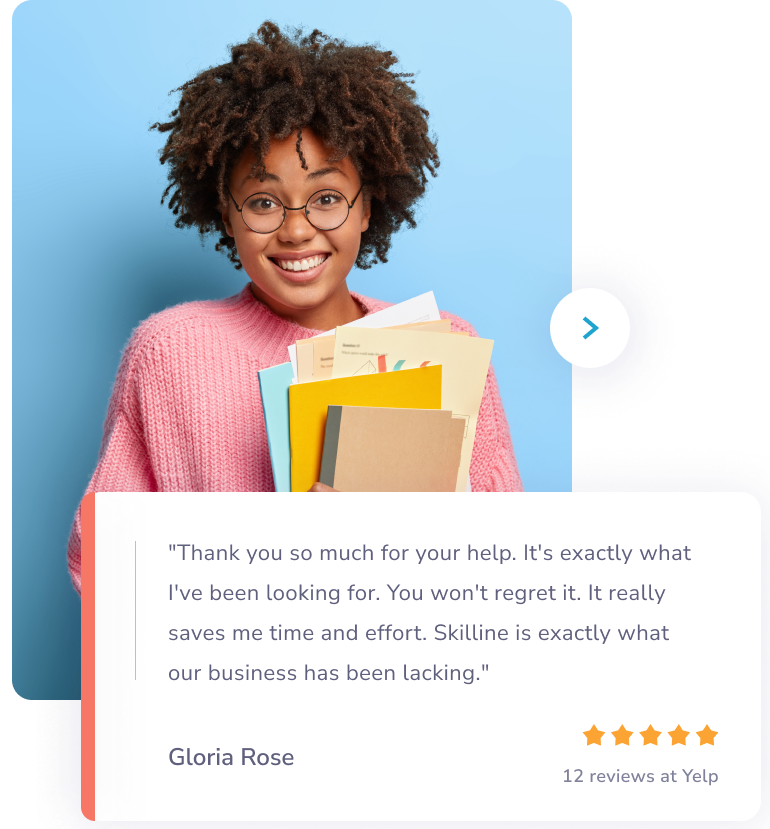 "Thank you so much for your help. It's exactly what
I've been looking for. You won't regret it. It really
saves me time and effort. Skilline is exactly what
our business has been lacking."
Gloria Rose
12 reviews at Yelp